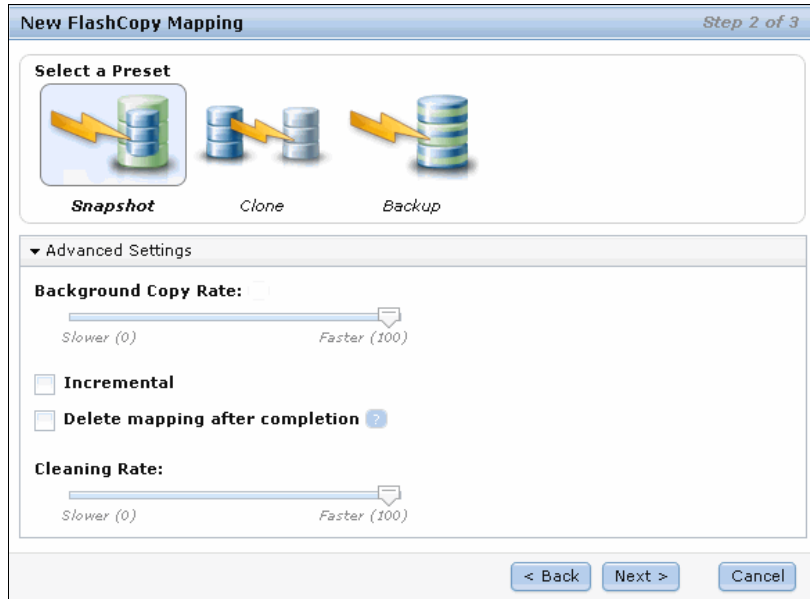 New FlashCopy Mapping Step 2 of 3
Select a Preset
Snapshot Clone Backup
Advanced Settings
Background Copy Rate:
Slower (0) Faster (100)
Incremental
Delete mapping after completion ?
Cleaning Rate:
Slower (0) Faster (100)
< Back Next > Cancel